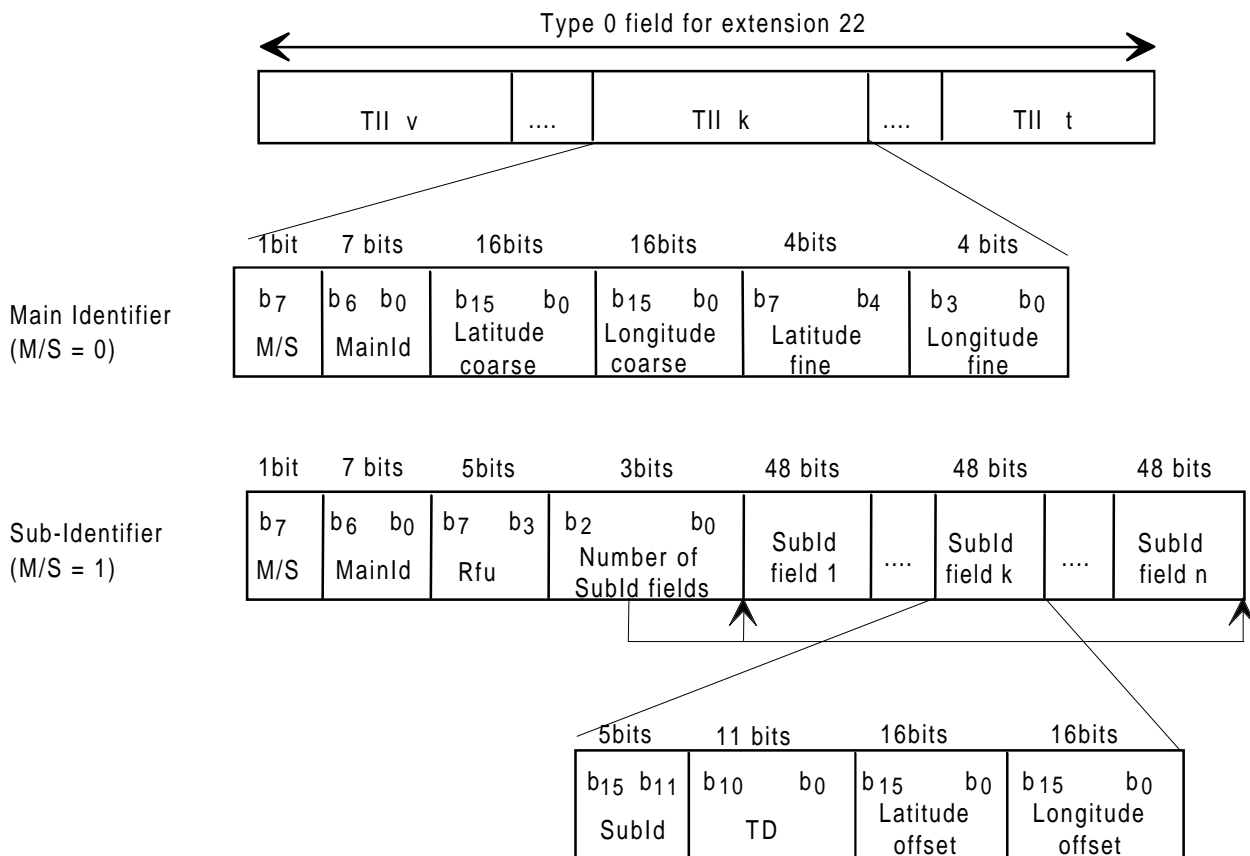 Type 0 field for extension 22
TII v .... TII k .... TII t
1bit 7 bits 16bits 16bits 4bits 4 bits
Main Identifier
(M/S = 0)
b7 b6 b0 b15 b0 b15 b0 b7 b4 b3 b0
M/S MainId Latitude coarse Longitude coarse Latitude fine Longitude fine
1bit 7 bits 5bits 3bits 48 bits 48 bits 48 bits
Sub-Identifier
(M/S = 1)
b7 b6 b0 b7 b3 b2 b0
M/S MainId Rfu Number of SubId fields SubId field 1 .... SubId field k .... SubId field n
5bits 11 bits 16bits 16bits
b15 b11 b10 b0 b15 b0 b15 b0
SubId TD Latitude offset Longitude offset